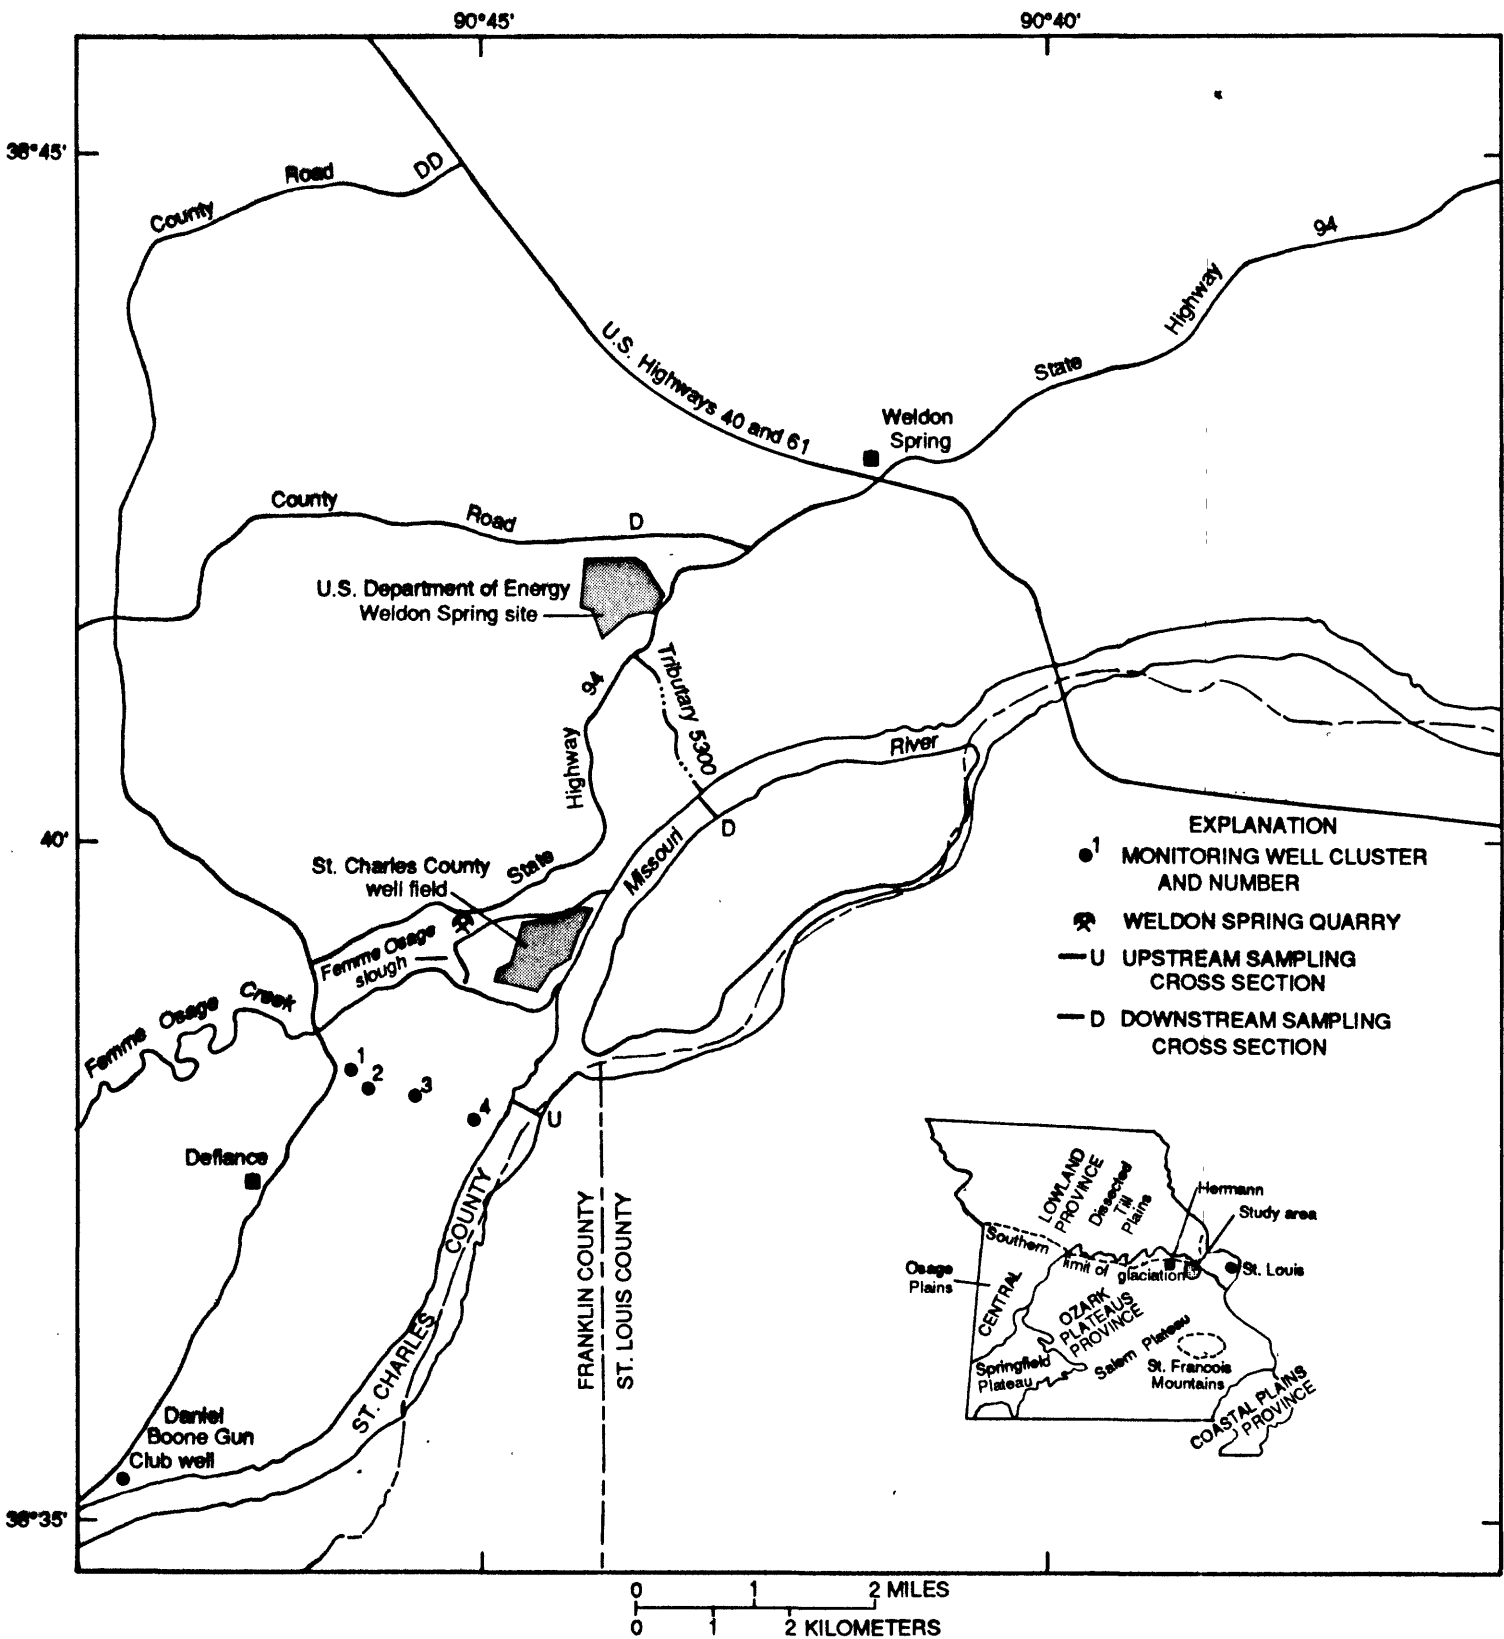 90°45'
90°40'
38°45'
County Road DD
94
Highway
State
U.S. Highways 40 and 61
Weldon
Spring
County Road D
U.S. Department of Energy
Weldon Spring site
Tributary 5300
94
Highway
State
River
Missouri
D
40'
St. Charles County
well field
Femme Osage
slough
Femme Osage Creek
EXPLANATION
1 MONITORING WELL CLUSTER
AND NUMBER
WELDON SPRING QUARRY
U UPSTREAM SAMPLING
CROSS SECTION
D DOWNSTREAM SAMPLING
CROSS SECTION
1
2
3
4
U
Defiance
ST. CHARLES COUNTY
FRANKLIN COUNTY
ST. LOUIS COUNTY
Daniel
Boone Gun
Club well
38°35'
LOWLAND
PROVINCE
Dissected
Till
Plains
Hermann
Study area
Southern
limit of
glaciation
St. Louis
Osage
Plains
CENTRAL
OZARK
PLATEAUS
PROVINCE
Salem Plateau
Springfield
Plateau
St. Francois
Mountains
COASTAL PLAINS
PROVINCE
0 1 2 MILES
0 1 2 KILOMETERS